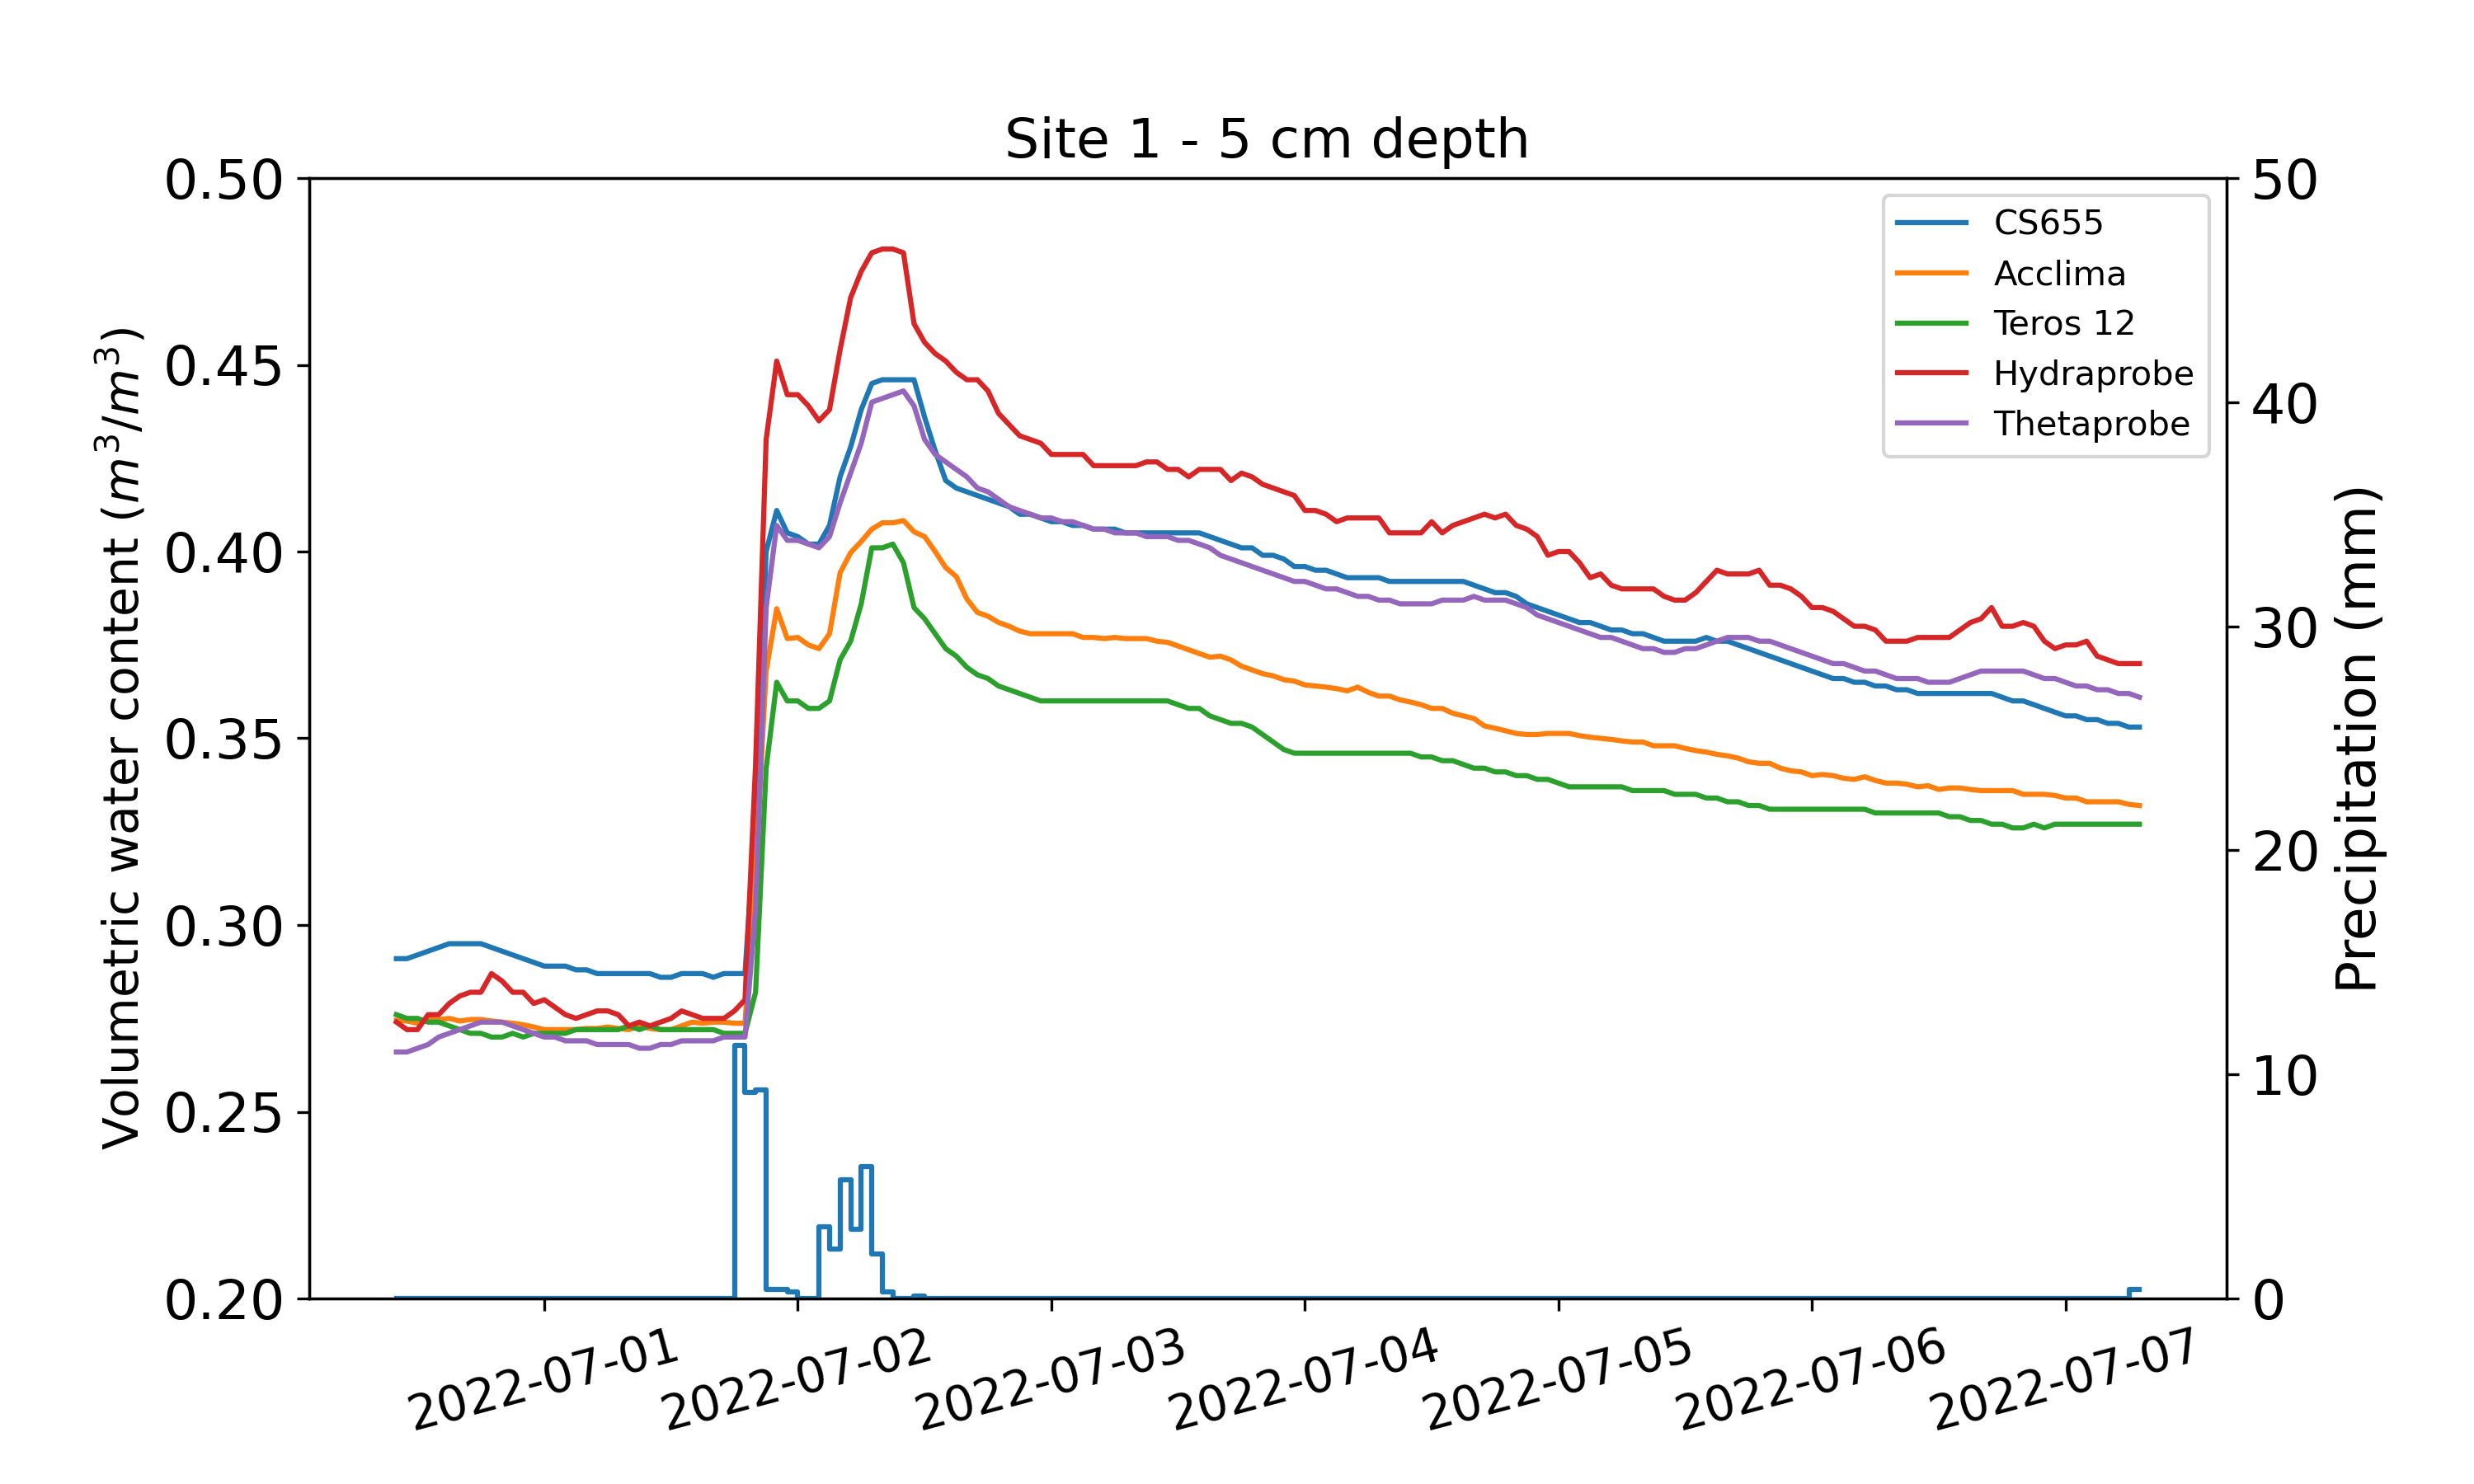 Site 1 - 5 cm depth
Volumetric water content (m³/m³)
0.50
0.45
0.40
0.35
0.30
0.25
0.20
CS655
Acclima
Teros 12
Hydraprobe
Thetaprobe
50
40
30
20
10
0
Precipitation (mm)
2022-07-01
2022-07-02
2022-07-03
2022-07-04
2022-07-05
2022-07-06
2022-07-07